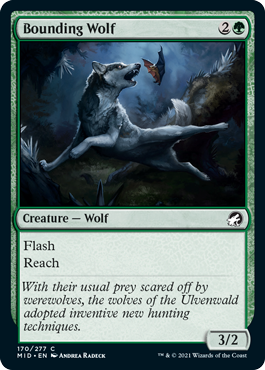 Bounding Wolf 2
Creature — Wolf
Flash
Reach
With their usual prey scared off by
werewolves, the wolves of the Ulvenwald
adopted inventive new hunting
techniques.
3/2
170/277 C
MID • EN ANDREA RADECK
™ & © 2021 Wizards of the Coast